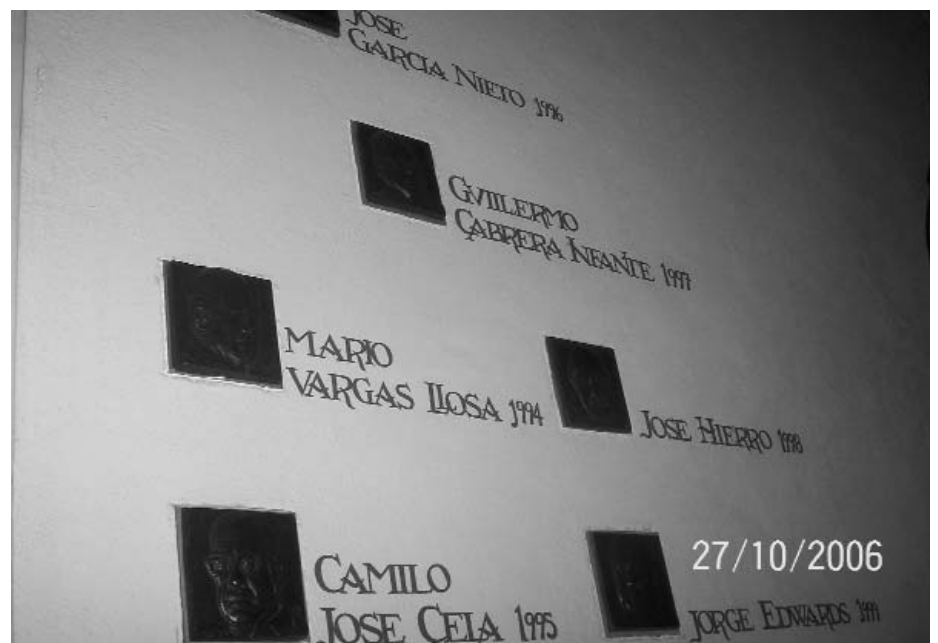 JOSE
GARCIA NIETO 1996
GUILLERMO
CABRERA INFANTE 1997
MARIO
VARGAS LLOSA 1994
JOSE HIERRO 1998
CAMILO
JOSE CELA 1995
27/10/2006
JORGE EDWARDS 1999